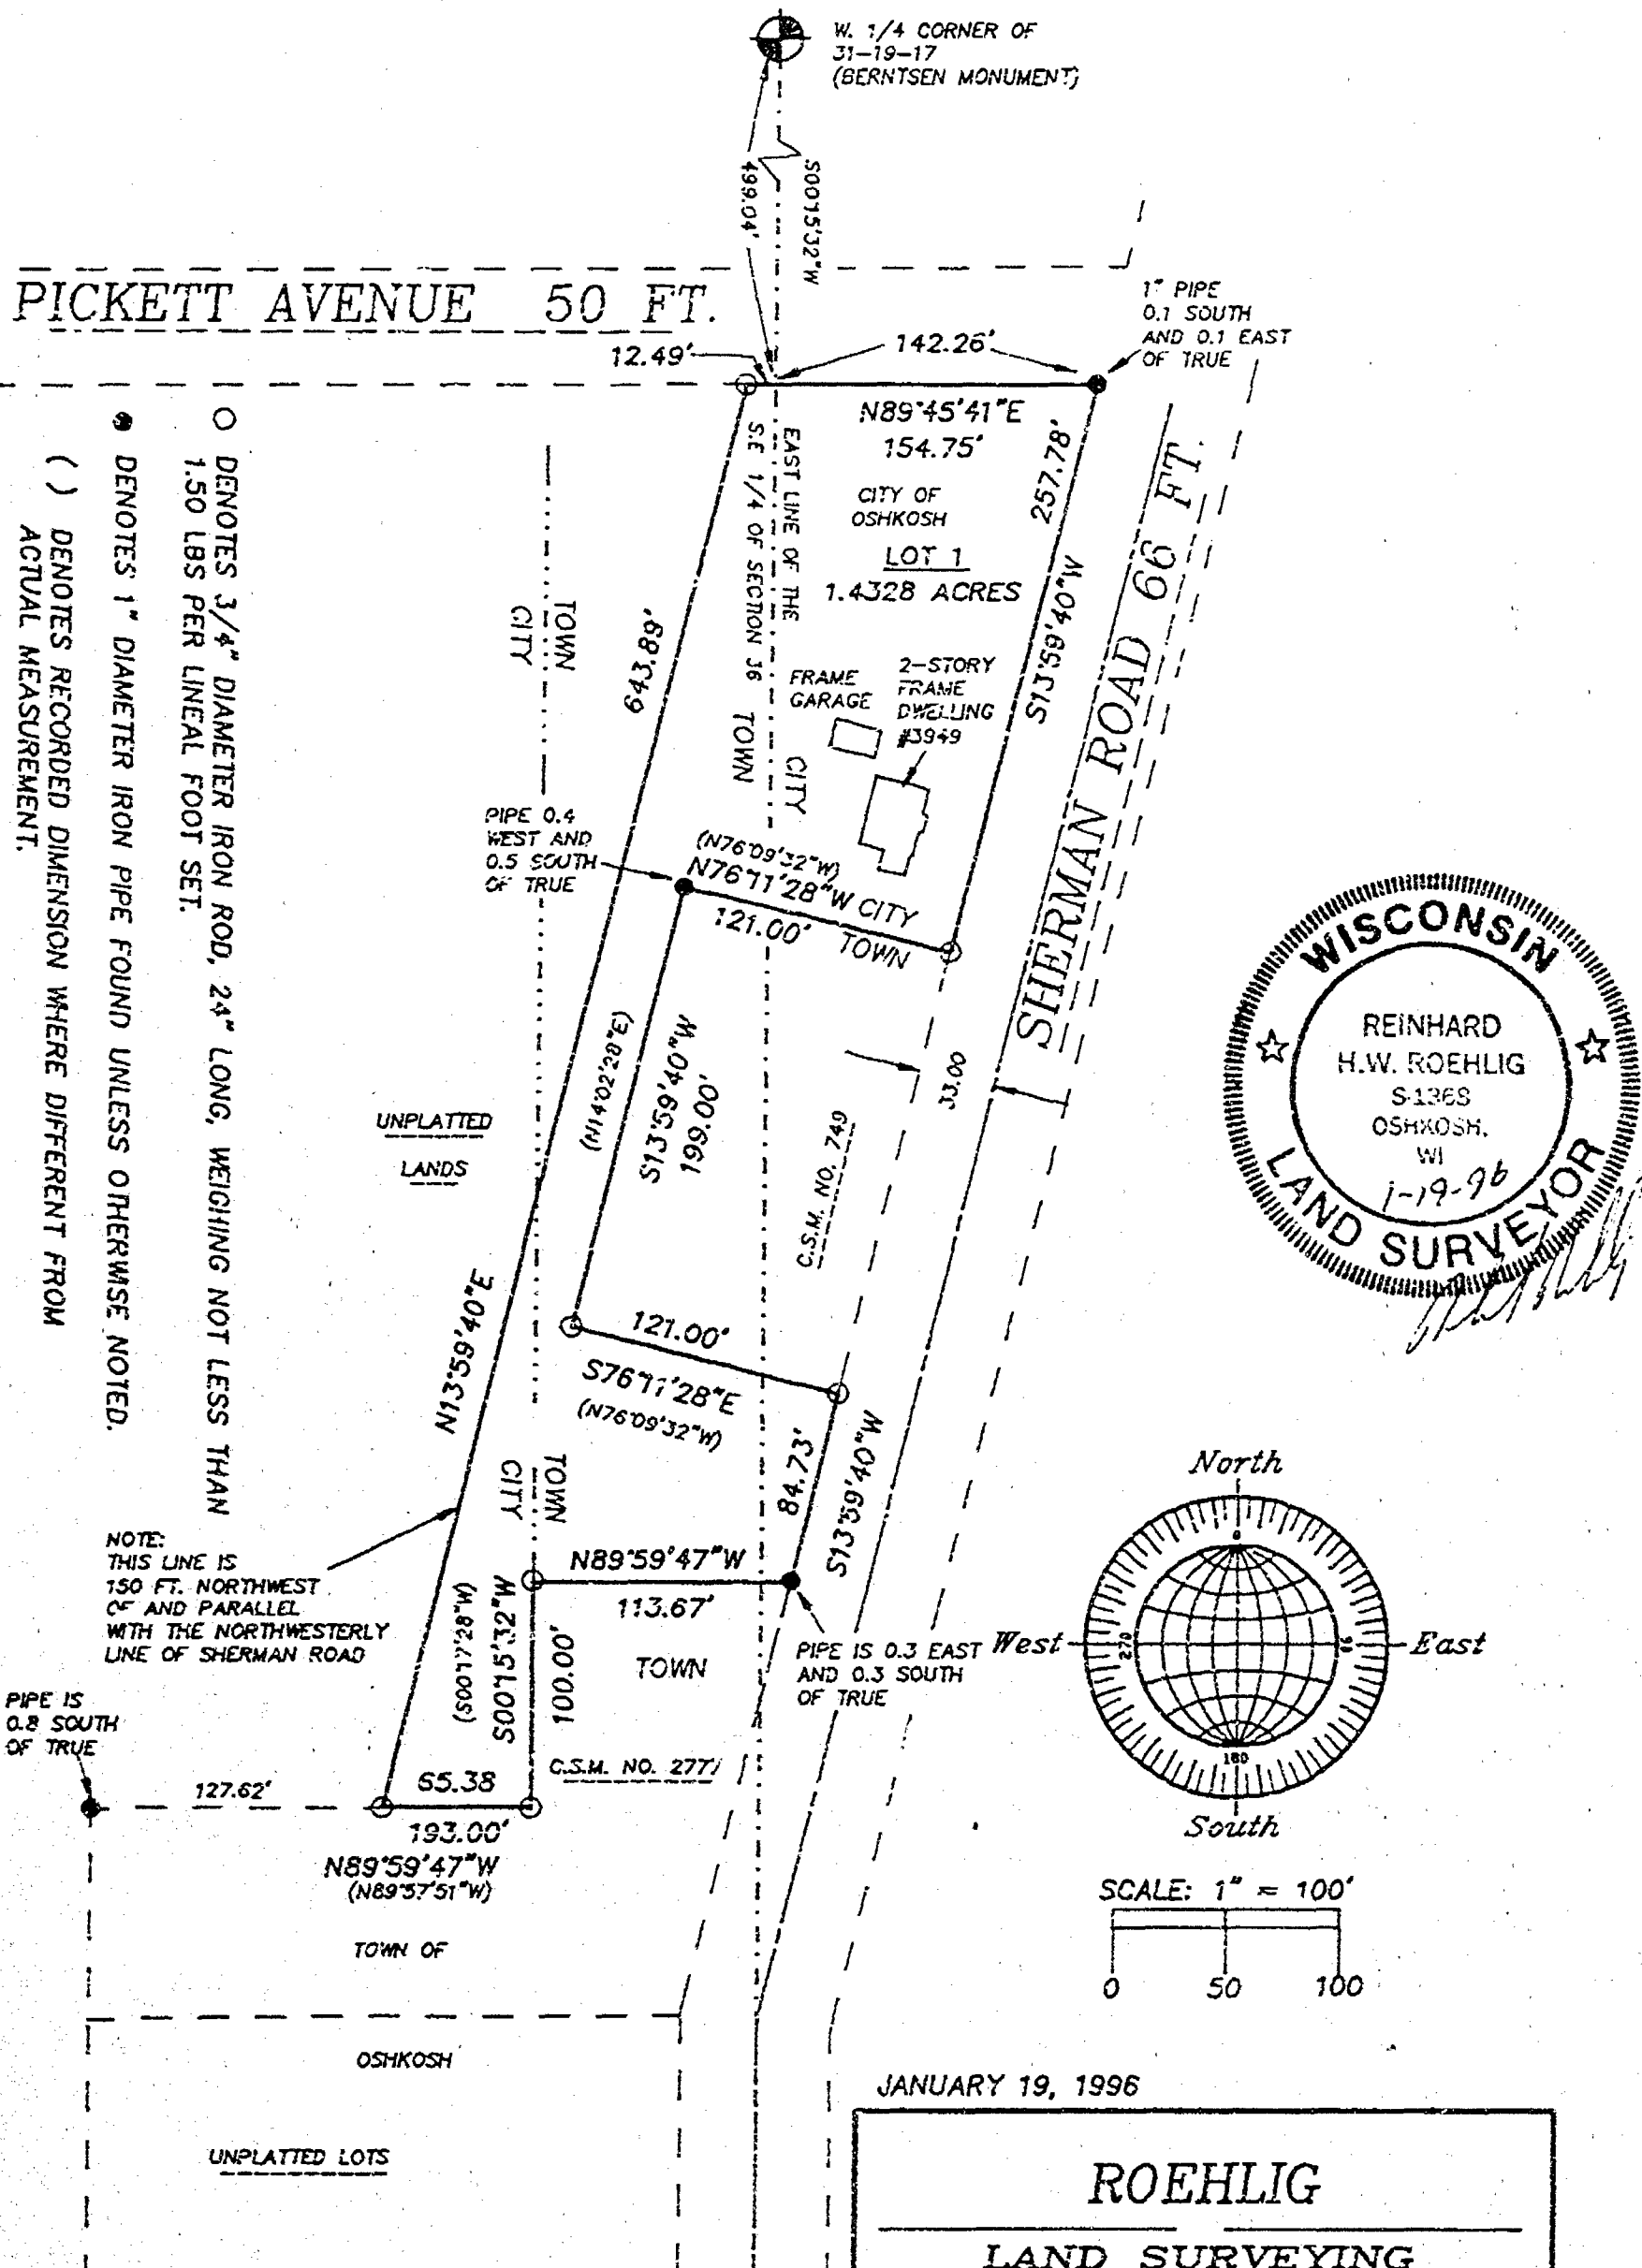 W. 1/4 CORNER OF
31-19-17
(BERNTSEN MONUMENT)
S00°15'32"W
499.04'
PICKETT AVENUE 50 FT.
1" PIPE
0.1 SOUTH
AND 0.1 EAST
OF TRUE
12.49'
142.26'
N89°45'41"E
154.75'
CITY OF
OSHKOSH
LOT 1
1.4328 ACRES
257.78'
S13°59'40"W
SHERMAN ROAD 66 FT.
EAST LINE OF THE
S.E 1/4 OF SECTION 36
TOWN
CITY
643.89'
TOWN
CITY
FRAME
GARAGE
2-STORY
FRAME
DWELLING
#3949
PIPE 0.4
WEST AND
0.5 SOUTH
OF TRUE
(N76°09'32"W)
N76°11'28"W CITY
121.00' TOWN
○ DENOTES 3/4" DIAMETER IRON ROD, 24" LONG, WEIGHING NOT LESS THAN
1.50 LBS PER LINEAL FOOT SET.
● DENOTES 1" DIAMETER IRON PIPE FOUND UNLESS OTHERWISE NOTED.
( ) DENOTES RECORDED DIMENSION WHERE DIFFERENT FROM
ACTUAL MEASUREMENT.
WISCONSIN
REINHARD
H.W. ROEHLIG
S-1368
OSHKOSH,
WI
1-19-96
LAND SURVEYOR
(N14°02'28"E)
S13°59'40"W
199.00'
33.00
C.S.M. NO. 749
UNPLATTED
LANDS
N13°59'40"E
121.00'
S76°11'28"E
(N76°09'32"W)
84.73'
S13°59'40"W
TOWN
CITY
NOTE:
THIS LINE IS
150 FT. NORTHWEST
OF AND PARALLEL
WITH THE NORTHWESTERLY
LINE OF SHERMAN ROAD
N89°59'47"W
113.67'
(S00°17'28"W)
S00°15'32"W
100.00'
TOWN
PIPE IS 0.3 EAST
AND 0.3 SOUTH
OF TRUE
PIPE IS
0.8 SOUTH
OF TRUE
C.S.M. NO. 2777
127.62'
65.38
193.00'
N89°59'47"W
(N89°57'51"W)
TOWN OF
OSHKOSH
UNPLATTED LOTS
North
West
East
South
0
90
180
270
SCALE: 1" = 100'
0 50 100
JANUARY 19, 1996
ROEHLIG
LAND SURVEYING